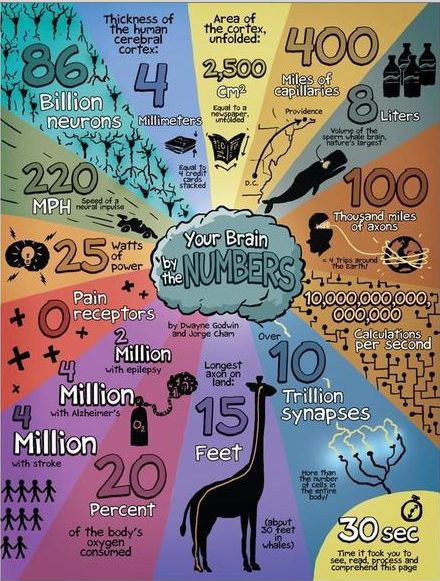 86
Billion
neurons
Thickness of
the human
cerebral
cortex:
4
Millimeters
Equal to
4 credit
cards
stacked
Area of
the cortex,
unfolded:
2,500
cm²
Equal to a
newspaper,
unfolded
400
Miles of
capillaries
Providence
D.C.
8
Liters
Volume of the
sperm whale brain,
nature's largest
220
MPH
Speed of a
neural impulse
100
Thousand miles
of axons
= 4 trips around
the Earth!
25 watts
of
power
Your Brain
by
the NUMBERS
by Dwayne Godwin
and Jorge Cham
0 Pain
receptors
10,000,000,000,
000,000
Calculations
per second
2
Million
with epilepsy
4
Million
with Alzheimer's
4
Million
with stroke
Over
10
Trillion
synapses
More than
the number
of cells in
the entire
body!
Longest
axon on
land:
15
Feet
(about
30 feet
in
whales)
O₂
20
Percent
of the body's
oxygen
consumed
30 sec
Time it took you to
see, read, process and
comprehend this page